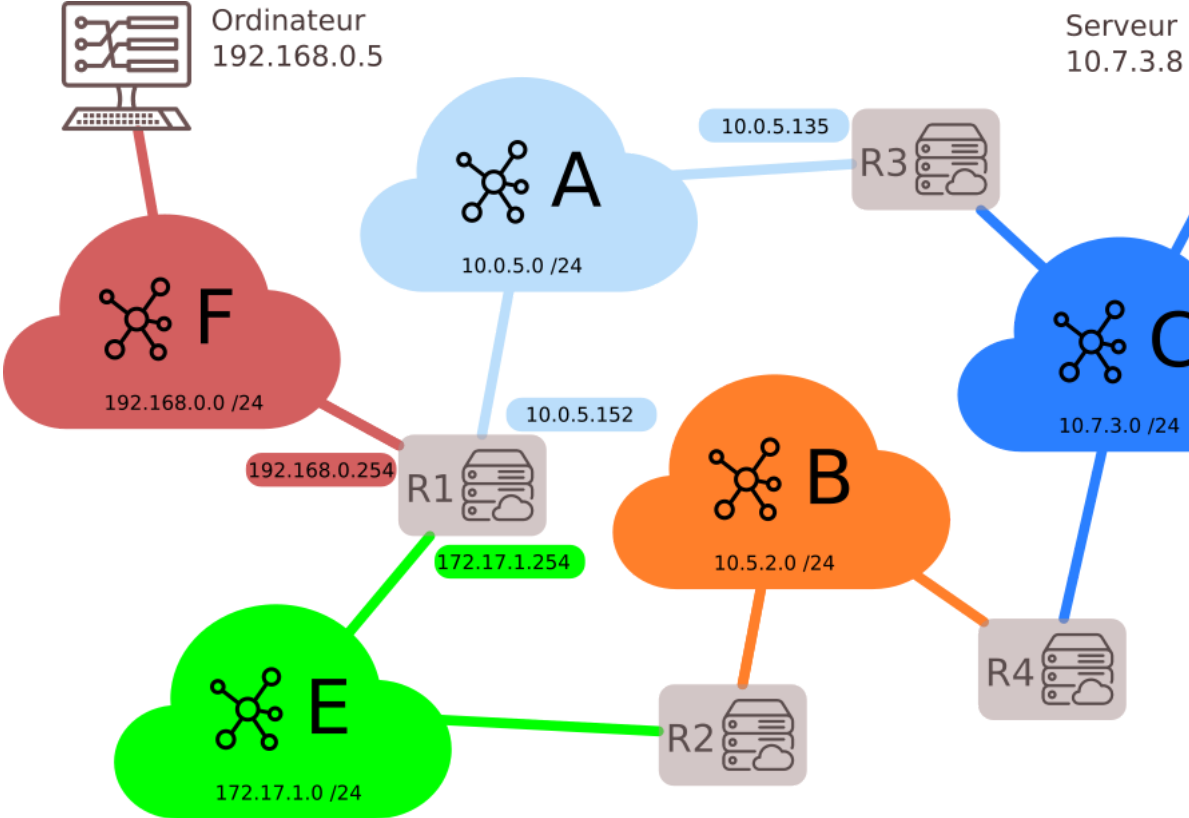 Ordinateur
192.168.0.5
Serveur
10.7.3.8
10.0.5.135
R3
A
10.0.5.0 /24
F
192.168.0.0 /24
10.0.5.152
192.168.0.254
R1
172.17.1.254
C
10.7.3.0 /24
B
10.5.2.0 /24
R4
E
172.17.1.0 /24
R2